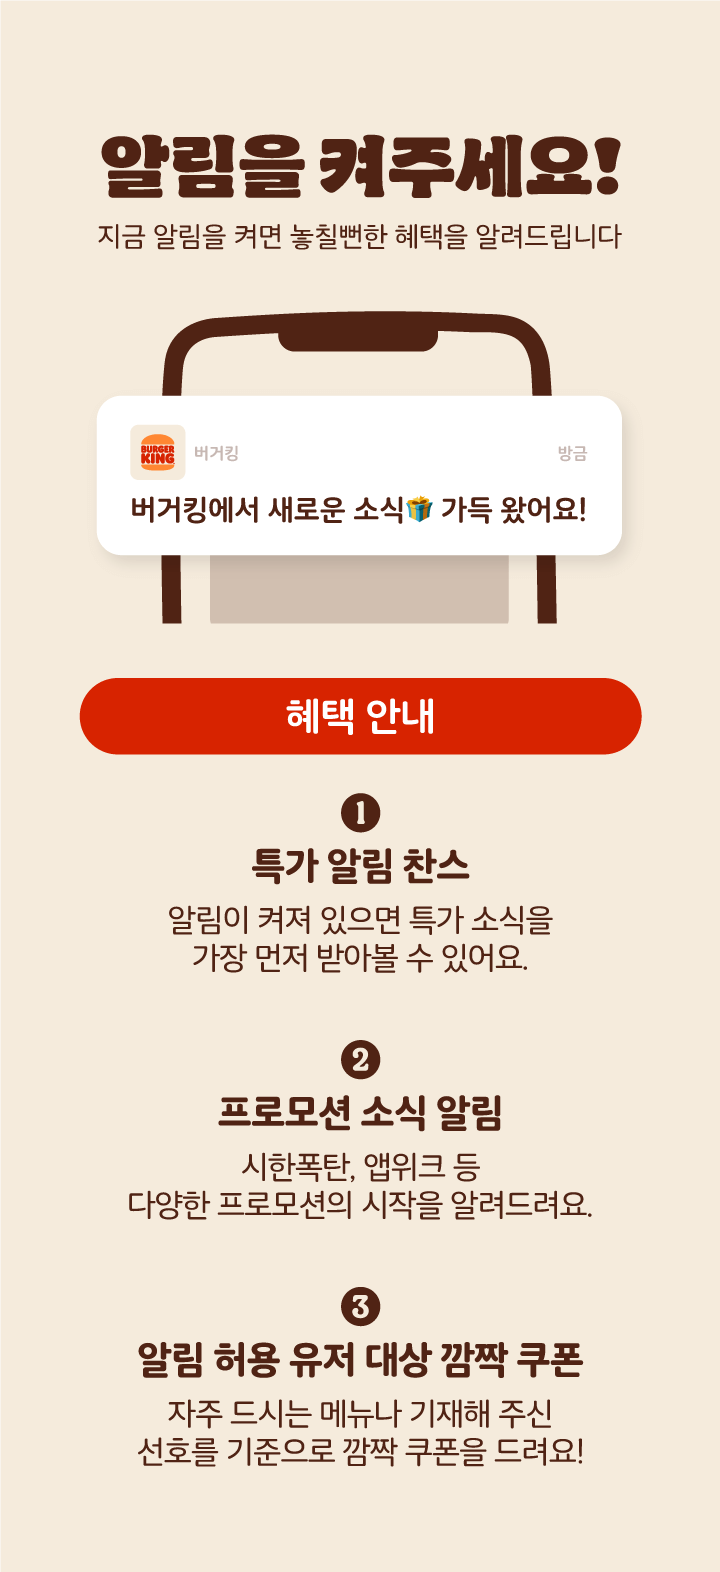 알림을 켜주세요!
지금 알림을 켜면 놓칠뻔한 혜택을 알려드립니다
BURGER
KING
버거킹
방금
버거킹에서 새로운 소식🎁 가득 왔어요!
혜택 안내
1
특가 알림 찬스
알림이 켜져 있으면 특가 소식을
가장 먼저 받아볼 수 있어요.
2
프로모션 소식 알림
시한폭탄, 앱위크 등
다양한 프로모션의 시작을 알려드려요.
3
알림 허용 유저 대상 깜짝 쿠폰
자주 드시는 메뉴나 기재해 주신
선호를 기준으로 깜짝 쿠폰을 드려요!